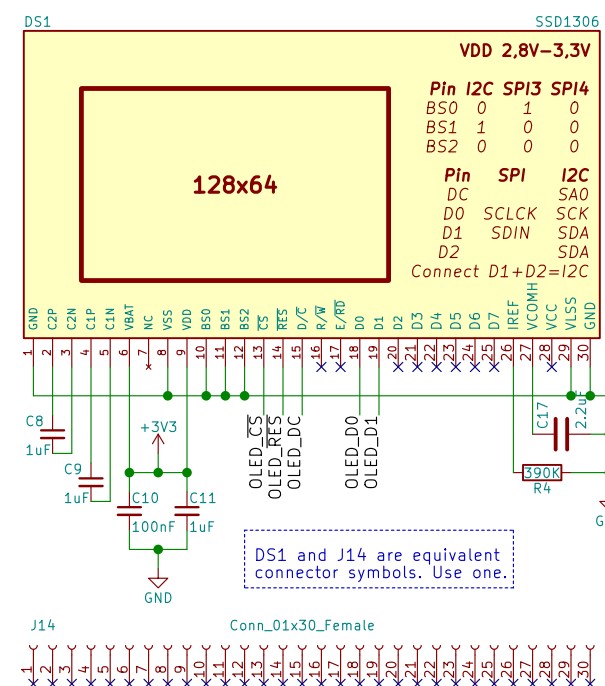 DS1 SSD1306
VDD 2,8V-3,3V
Pin I2C SPI3 SPI4
BS0 0 1 0
BS1 1 0 0
BS2 0 0 0
128x64
Pin SPI I2C
DC SA0
D0 SCLCK SCK
D1 SDIN SDA
D2 SDA
Connect D1+D2=I2C
GND C2P C2N C1P C1N VBAT NC VSS VDD BS0 BS1 BS2 CS RES D/C R/W E/RD D0 D1 D2 D3 D4 D5 D6 D7 IREF VCOMH VCC VLSS GND
1 2 3 4 5 6 7 8 9 10 11 12 13 14 15 16 17 18 19 20 21 22 23 24 25 26 27 28 29 30
C8
1uF
C9
1uF
+3V3
C10
100nF
C11
1uF
GND
OLED_CS
OLED_RES
OLED_DC
OLED_D0
OLED_D1
C17
2.2uF
390K
R4
G
DS1 and J14 are equivalent
connector symbols. Use one.
J14 Conn_01x30_Female
1 2 3 4 5 6 7 8 9 10 11 12 13 14 15 16 17 18 19 20 21 22 23 24 25 26 27 28 29 30